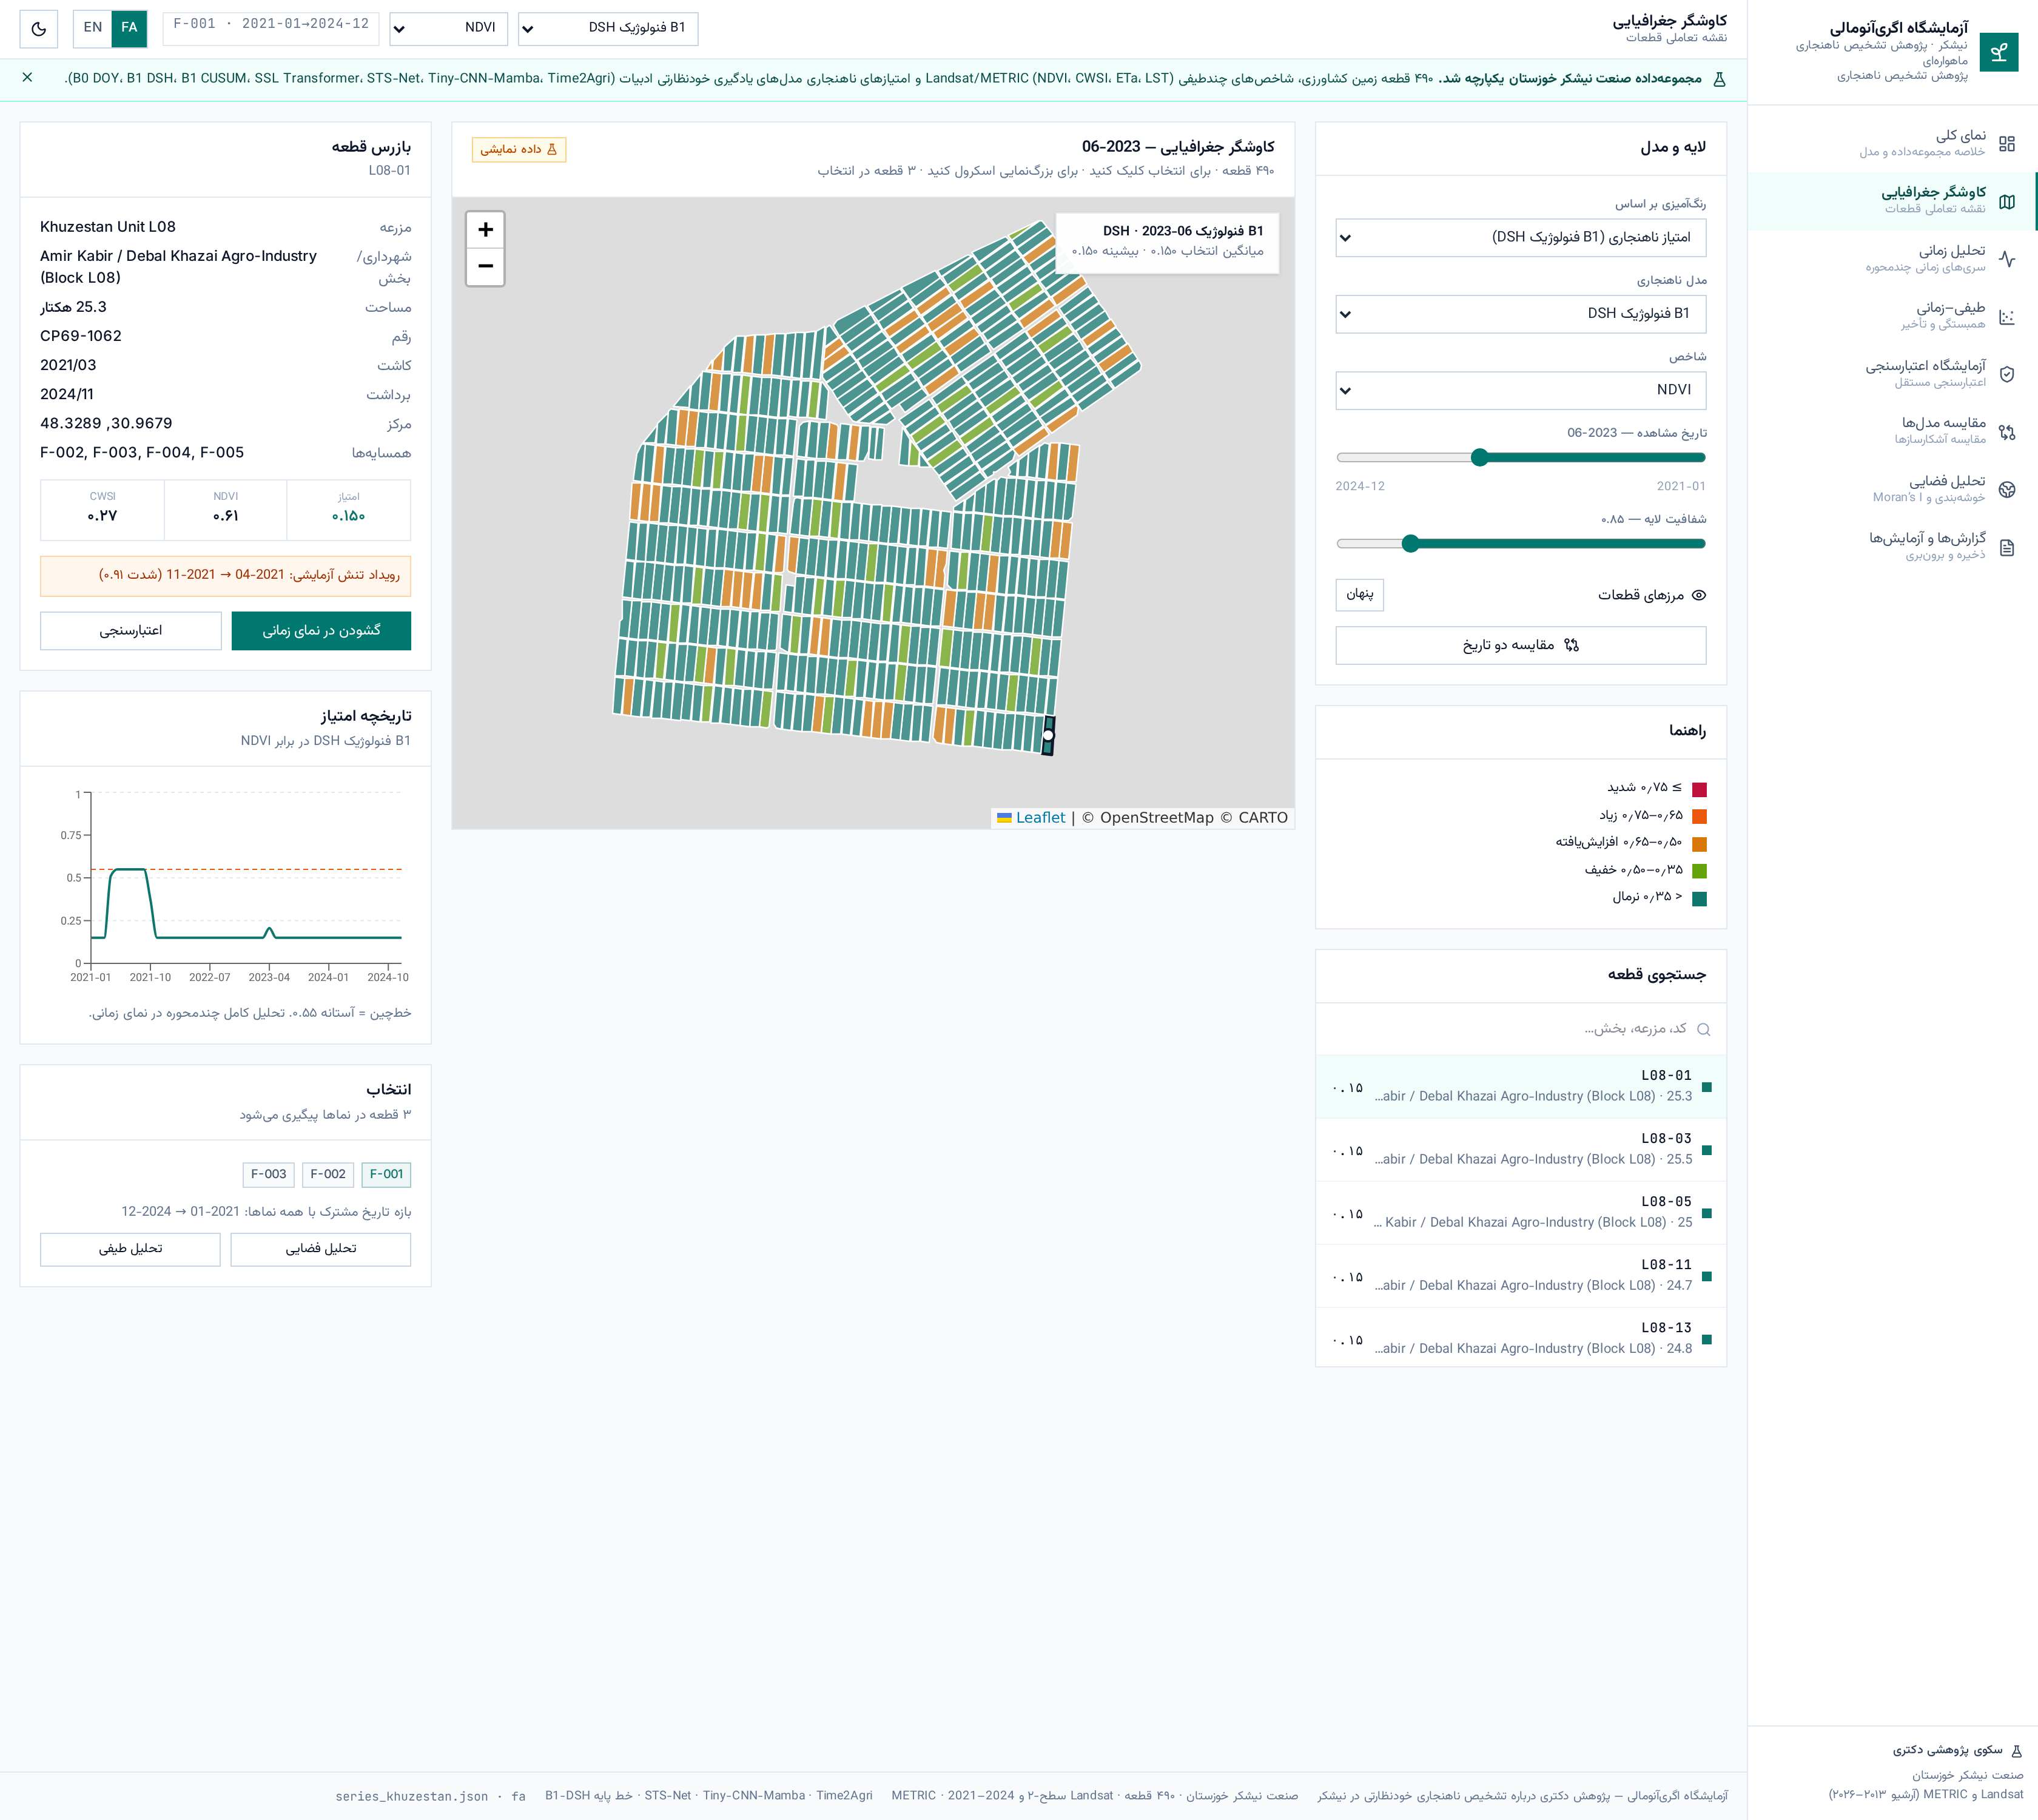 آزمایشگاه اگری‌آنومالی
نیشکر · پژوهش تشخیص ناهنجاری
ماهواره‌ای
پژوهش تشخیص ناهنجاری
نمای کلی
خلاصه مجموعه‌داده و مدل
کاوشگر جغرافیایی
نقشه تعاملی قطعات
تحلیل زمانی
سری‌های زمانی چندمحوره
طیفی–زمانی
همبستگی و تأخیر
آزمایشگاه اعتبارسنجی
اعتبارسنجی مستقل
مقایسه مدل‌ها
مقایسه آشکارسازها
تحلیل فضایی
خوشه‌بندی و Moran's I
گزارش‌ها و آزمایش‌ها
ذخیره و برون‌بری
سکوی پژوهشی دکتری
صنعت نیشکر خوزستان
Landsat و METRIC (آرشیو ۲۰۱۳–۲۰۲۶)
کاوشگر جغرافیایی
نقشه تعاملی قطعات
B1 فنولوژیک DSH
NDVI
F-001 · 2021-01→2024-12
FA
EN
مجموعه‌داده صنعت نیشکر خوزستان یکپارچه شد. ۴۹۰ قطعه زمین کشاورزی، شاخص‌های چندطیفی Landsat/METRIC (NDVI، CWSI، ETa، LST) و امتیازهای ناهنجاری مدل‌های یادگیری خودنظارتی ادبیات (B0 DOY، B1 DSH، B1 CUSUM، SSL Transformer، STS-Net، Tiny-CNN-Mamba، Time2Agri).
لایه و مدل
رنگ‌آمیزی بر اساس
امتیاز ناهنجاری (B1 فنولوژیک DSH)
مدل ناهنجاری
B1 فنولوژیک DSH
شاخص
NDVI
تاریخ مشاهده — 2023-06
2021-01
2024-12
شفافیت لایه — ۰.۸۵
مرزهای قطعات
پنهان
مقایسه دو تاریخ
راهنما
≥ ۰٫۷۵ شدید
۰٫۶۵–۰٫۷۵ زیاد
۰٫۵۰–۰٫۶۵ افزایش‌یافته
۰٫۳۵–۰٫۵۰ خفیف
< ۰٫۳۵ نرمال
جستجوی قطعه
کد، مزرعه، بخش...
L08-01
...abir / Debal Khazai Agro-Industry (Block L08) · 25.3
۰.۱۵
L08-03
...abir / Debal Khazai Agro-Industry (Block L08) · 25.5
۰.۱۵
L08-05
... Kabir / Debal Khazai Agro-Industry (Block L08) · 25
۰.۱۵
L08-11
...abir / Debal Khazai Agro-Industry (Block L08) · 24.7
۰.۱۵
L08-13
...abir / Debal Khazai Agro-Industry (Block L08) · 24.8
۰.۱۵
کاوشگر جغرافیایی — 2023-06
۴۹۰ قطعه · برای انتخاب کلیک کنید · برای بزرگ‌نمایی اسکرول کنید · ۳ قطعه در انتخاب
داده نمایشی
+
−
B1 فنولوژیک DSH · 2023-06
میانگین انتخاب ۰.۱۵۰ · بیشینه ۰.۱۵۰
Leaflet | © OpenStreetMap © CARTO
بازرس قطعه
L08-01
مزرعه
Khuzestan Unit L08
شهرداری/بخش
Amir Kabir / Debal Khazai Agro-Industry
(Block L08)
مساحت
25.3 هکتار
رقم
CP69-1062
کاشت
2021/03
برداشت
2024/11
مرکز
48.3289 ,30.9679
همسایه‌ها
F-002, F-003, F-004, F-005
امتیاز
۰.۱۵۰
NDVI
۰.۶۱
CWSI
۰.۲۷
رویداد تنش آزمایشی: 2021-04 → 2021-11 (شدت ۰.۹۱)
گشودن در نمای زمانی
اعتبارسنجی
تاریخچه امتیاز
B1 فنولوژیک DSH در برابر NDVI
1
0.75
0.5
0.25
0
2021-01 2021-10 2022-07 2023-04 2024-01 2024-10
خط‌چین = آستانه ۰.۵۵. تحلیل کامل چندمحوره در نمای زمانی.
انتخاب
۳ قطعه در نماها پیگیری می‌شود
F-001
F-002
F-003
بازه تاریخ مشترک با همه نماها: 2021-01 → 2024-12
تحلیل فضایی
تحلیل طیفی
آزمایشگاه اگری‌آنومالی — پژوهش دکتری درباره تشخیص ناهنجاری خودنظارتی در نیشکر
صنعت نیشکر خوزستان · ۴۹۰ قطعه · Landsat سطح-۲ و METRIC · 2021–2024
STS-Net · Tiny-CNN-Mamba · Time2Agri · خط پایه B1-DSH
series_khuzestan.json · fa